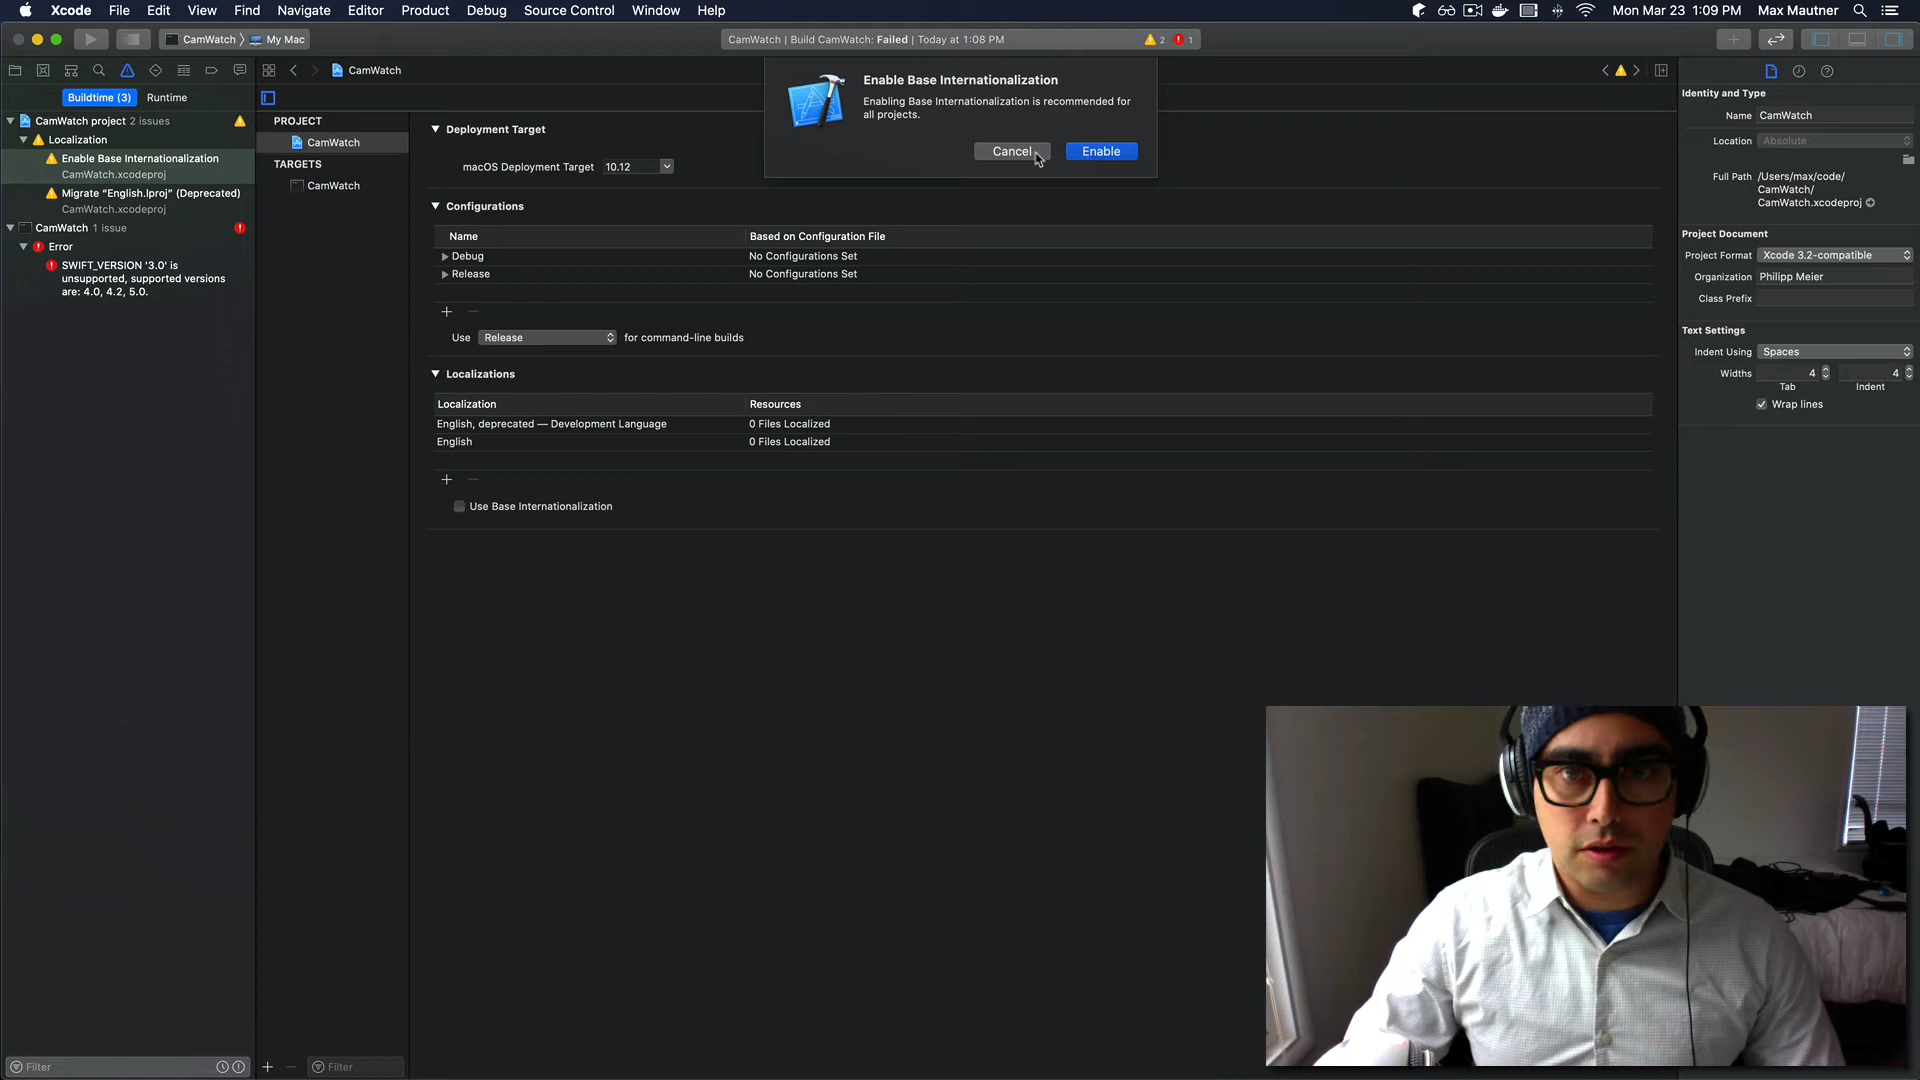 Xcode File Edit View Find Navigate Editor Product Debug Source Control Window Help
Mon Mar 23 1:09 PM Max Mautner
CamWatch My Mac
CamWatch | Build CamWatch: Failed | Today at 1:08 PM 2 1
CamWatch
Buildtime (3) Runtime
CamWatch project 2 issues
Localization
Enable Base Internationalization
CamWatch.xcodeproj
Migrate “English.lproj” (Deprecated)
CamWatch.xcodeproj
CamWatch 1 issue
Error
SWIFT_VERSION '3.0' is
unsupported, supported versions
are: 4.0, 4.2, 5.0.
Filter
PROJECT
CamWatch
TARGETS
CamWatch
Filter
Deployment Target
macOS Deployment Target 10.12
Configurations
Name Based on Configuration File
Debug No Configurations Set
Release No Configurations Set
Use Release for command-line builds
Localizations
Localization Resources
English, deprecated — Development Language 0 Files Localized
English 0 Files Localized
Use Base Internationalization
Enable Base Internationalization
Enabling Base Internationalization is recommended for
all projects.
Cancel Enable
Identity and Type
Name CamWatch
Location Absolute
Full Path /Users/max/code/
CamWatch/
CamWatch.xcodeproj
Project Document
Project Format Xcode 3.2-compatible
Organization Philipp Meier
Class Prefix
Text Settings
Indent Using Spaces
Widths 4 4
Tab Indent
Wrap lines